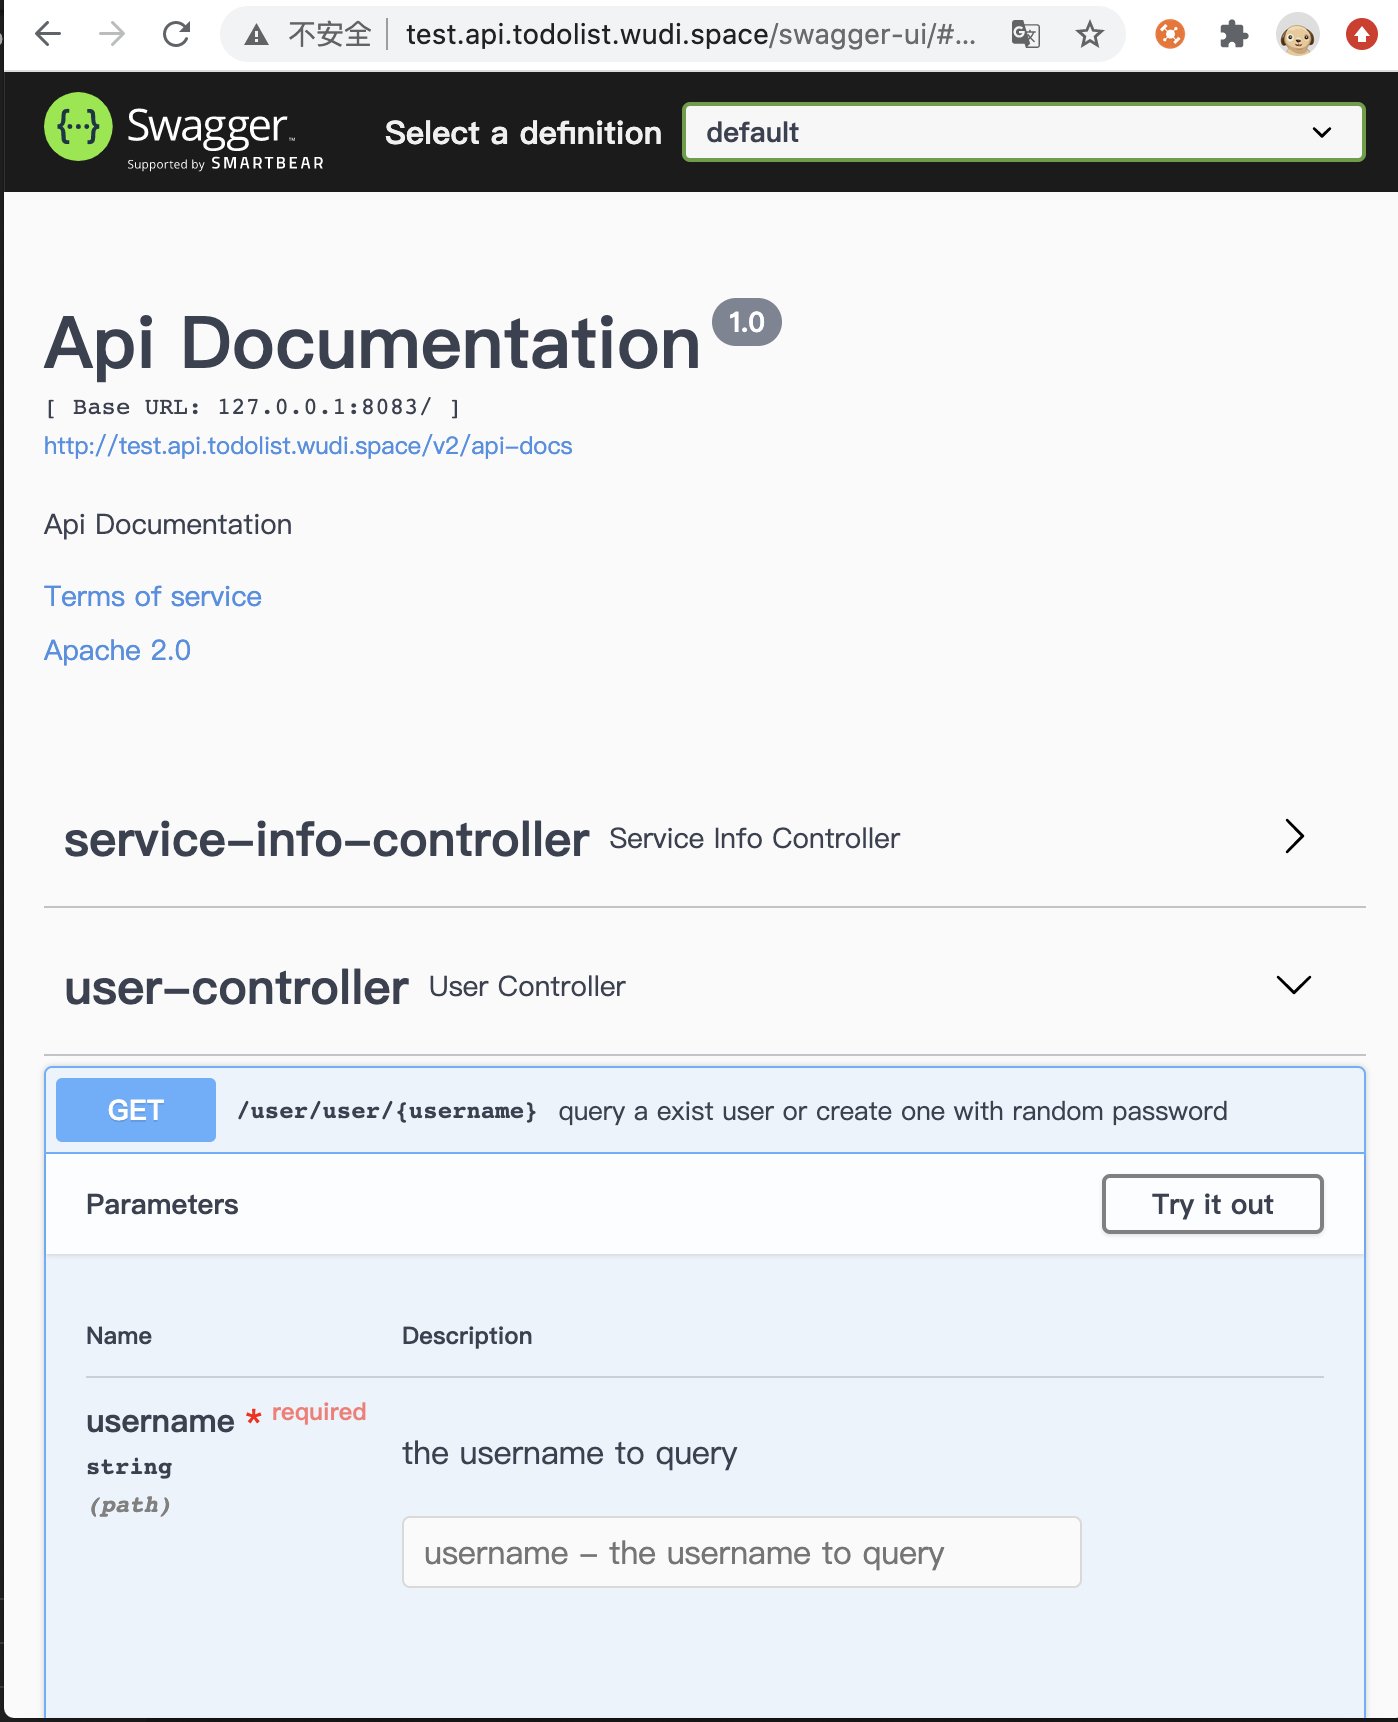 不安全 test.api.todolist.wudi.space/swagger-ui/#...
{...} Swagger™
Supported by SMARTBEAR
Select a definition
default
Api Documentation 1.0
[ Base URL: 127.0.0.1:8083/ ]
http://test.api.todolist.wudi.space/v2/api-docs
Api Documentation
Terms of service
Apache 2.0
service-info-controller Service Info Controller
user-controller User Controller
GET /user/user/{username} query a exist user or create one with random password
Parameters
Try it out
Name Description
username * required
string
(path)
the username to query
username - the username to query